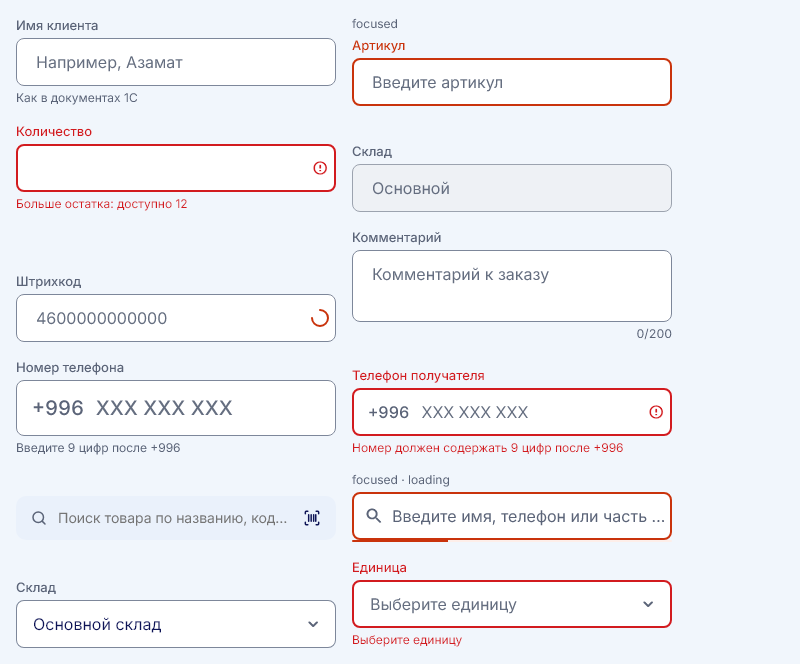 Имя клиента
Например, Азамат
Как в документах 1С
focused
Артикул
Введите артикул
Количество
Больше остатка: доступно 12
Склад
Основной
Комментарий
Комментарий к заказу
0/200
Штрихкод
4600000000000
Номер телефона
+996 XXX XXX XXX
Введите 9 цифр после +996
Телефон получателя
+996 XXX XXX XXX
Номер должен содержать 9 цифр после +996
Поиск товара по названию, код...
focused · loading
Введите имя, телефон или часть ...
Склад
Основной склад
Единица
Выберите единицу
Выберите единицу